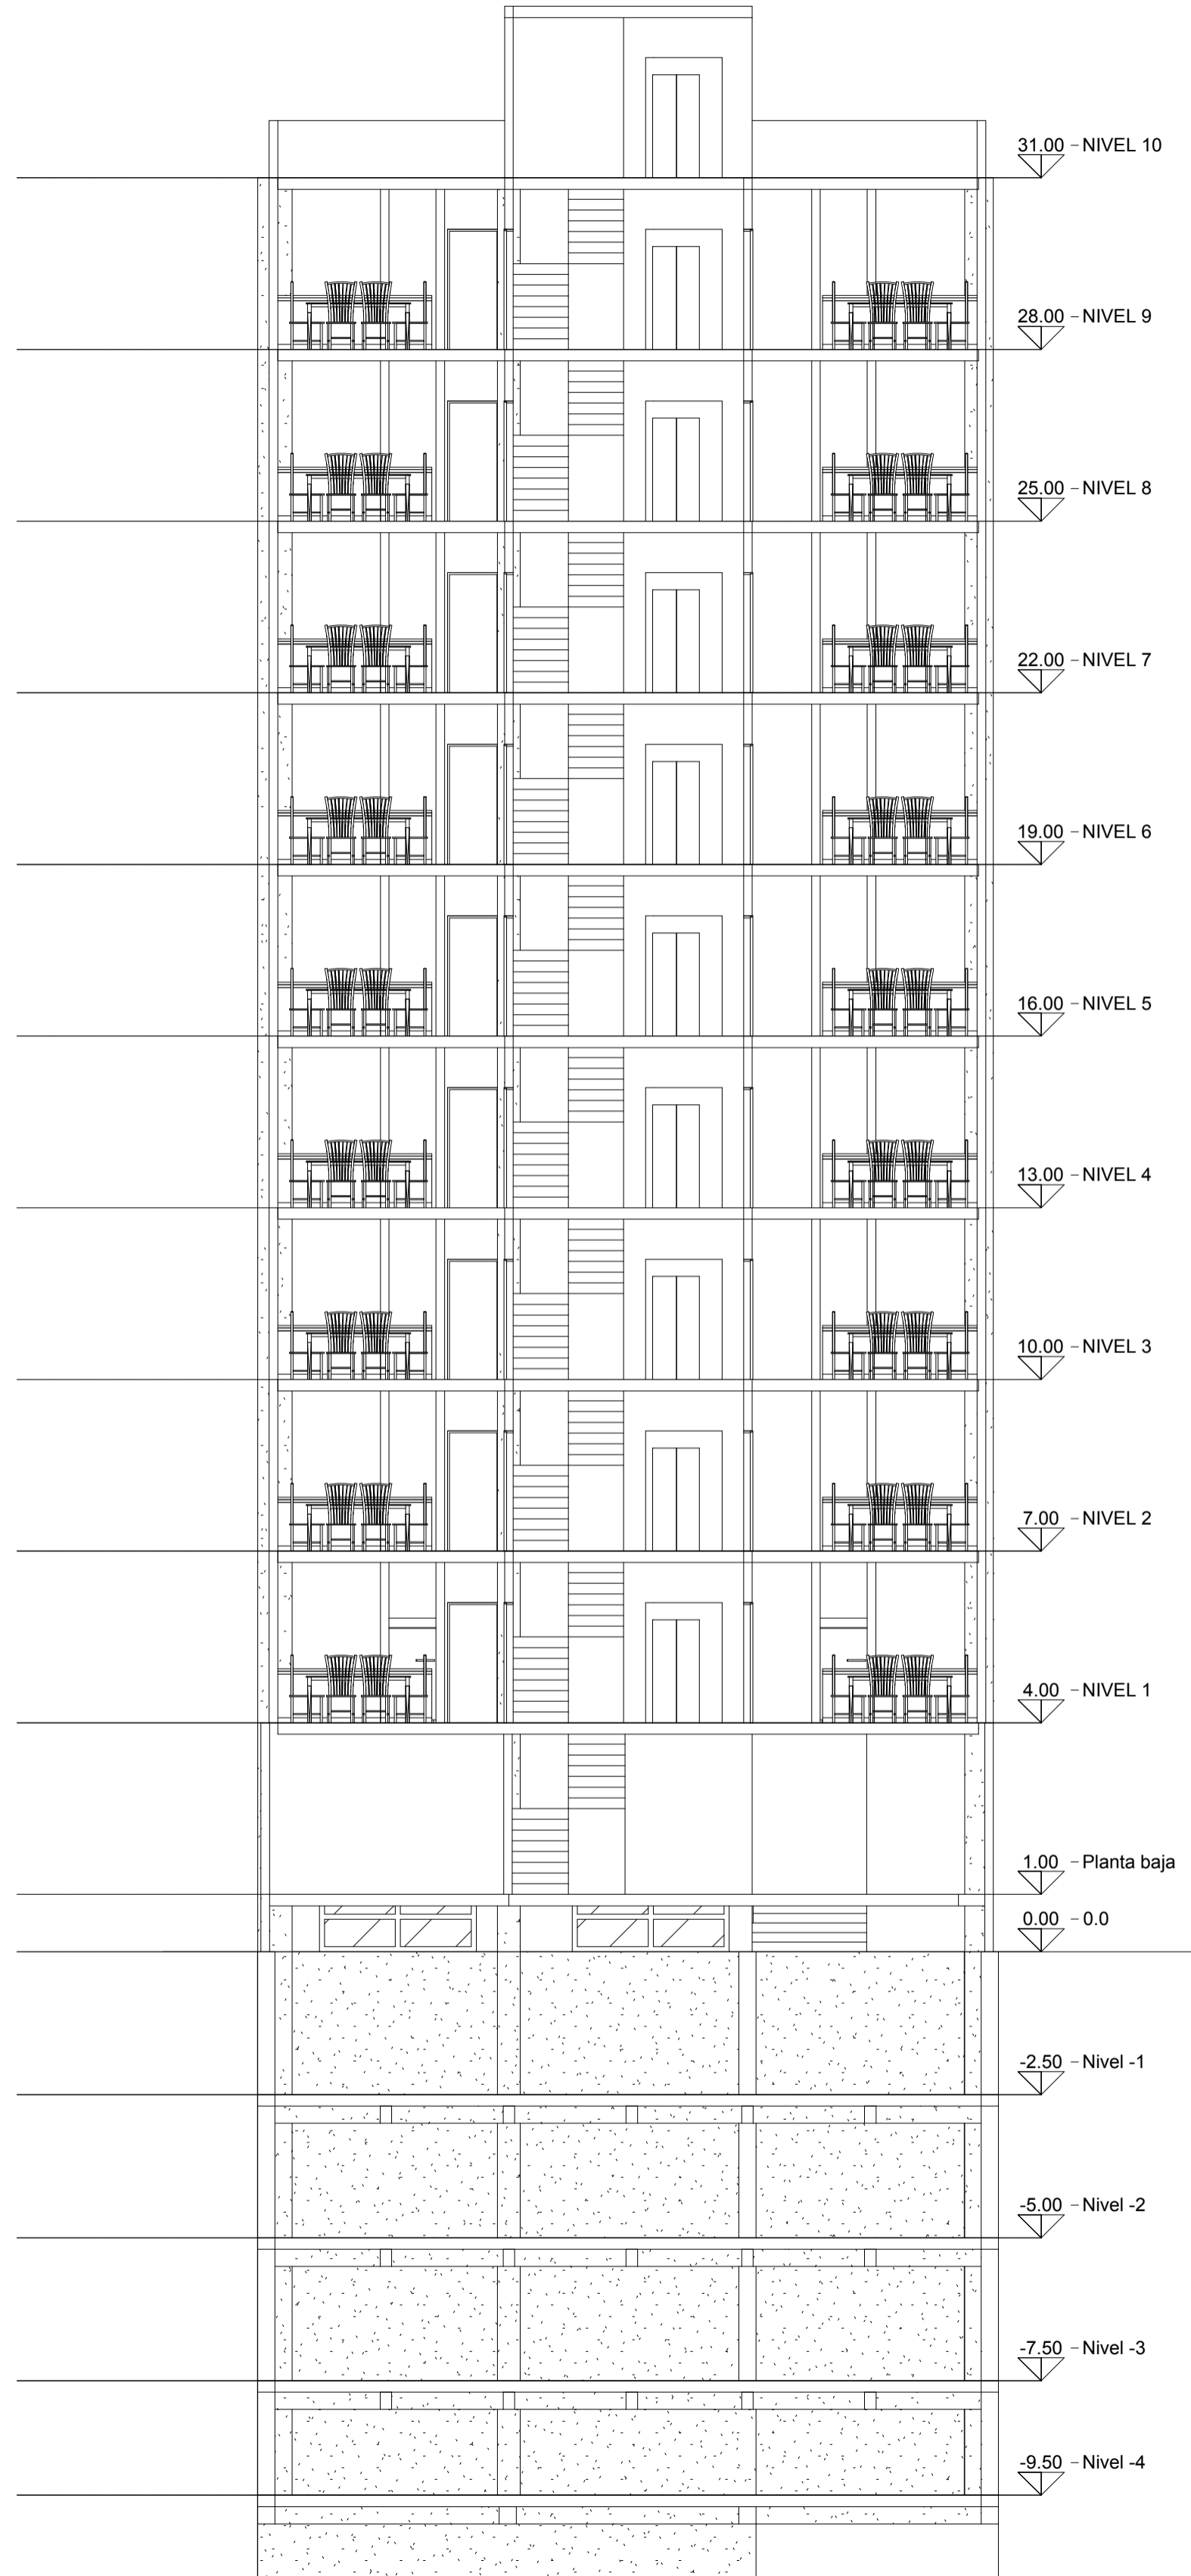 31.00 - NIVEL 10
28.00 - NIVEL 9
25.00 - NIVEL 8
22.00 - NIVEL 7
19.00 - NIVEL 6
16.00 - NIVEL 5
13.00 - NIVEL 4
10.00 - NIVEL 3
7.00 - NIVEL 2
4.00 - NIVEL 1
1.00 - Planta baja
0.00 - 0.0
-2.50 - Nivel -1
-5.00 - Nivel -2
-7.50 - Nivel -3
-9.50 - Nivel -4